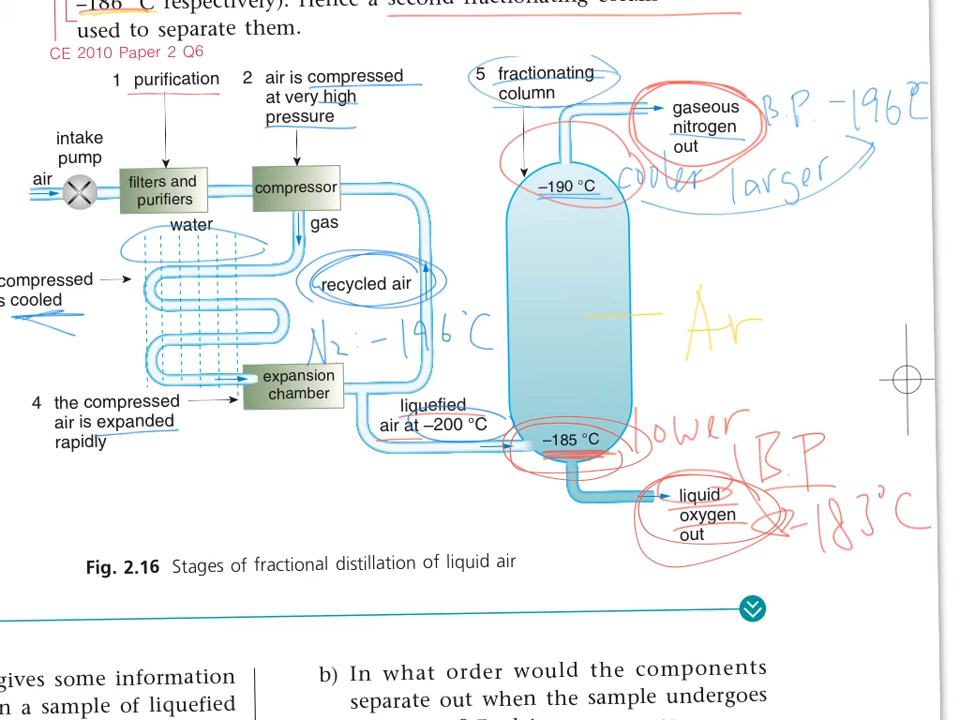 –186 °C respectively). Hence a second fractionating
used to separate them.
CE 2010 Paper 2 Q6
1 purification
2 air is compressed
at very high
pressure
5 fractionating
column
gaseous
nitrogen
out
B.P. -196°C
intake
pump
air
filters and
purifiers
compressor
–190 °C
cooler larger
water
gas
compressed
s cooled
recycled air
Ar
N2: -196°C
expansion
chamber
4 the compressed
air is expanded
rapidly
liquefied
air at –200 °C
–185 °C
lower
B.P
-183°C
liquid
oxygen
out
Fig. 2.16 Stages of fractional distillation of liquid air
gives some information
n a sample of liquefied
b) In what order would the components
separate out when the sample undergoes